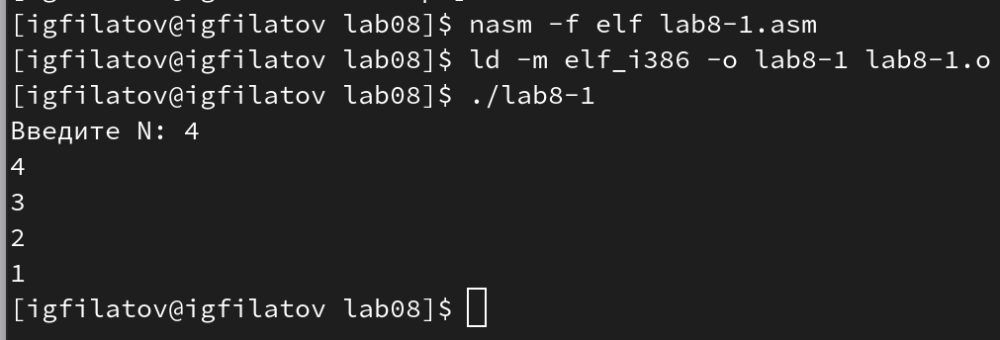 [igfilatov@igfilatov lab08]$ nasm -f elf lab8-1.asm
[igfilatov@igfilatov lab08]$ ld -m elf_i386 -o lab8-1 lab8-1.o
[igfilatov@igfilatov lab08]$ ./lab8-1
Введите N: 4
4
3
2
1
[igfilatov@igfilatov lab08]$